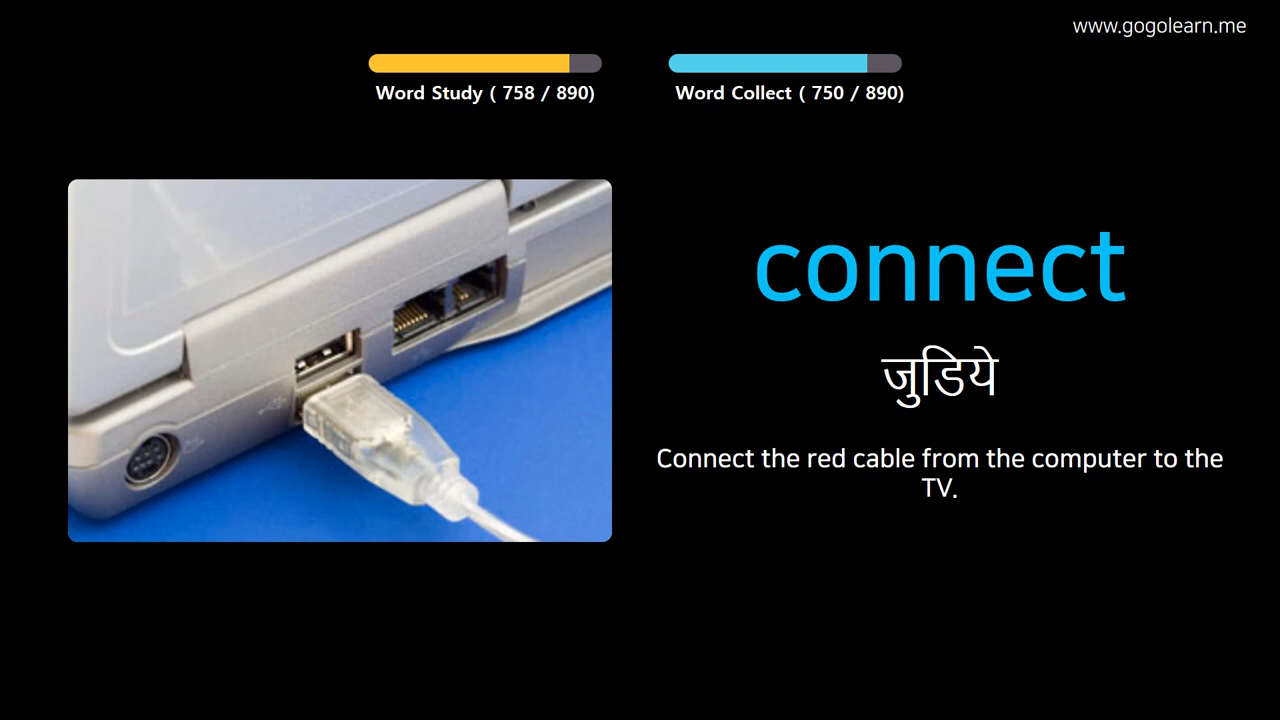 www.gogolearn.me
Word Study ( 758 / 890)
Word Collect ( 750 / 890)
connect
जुडिये
Connect the red cable from the computer to the
TV.